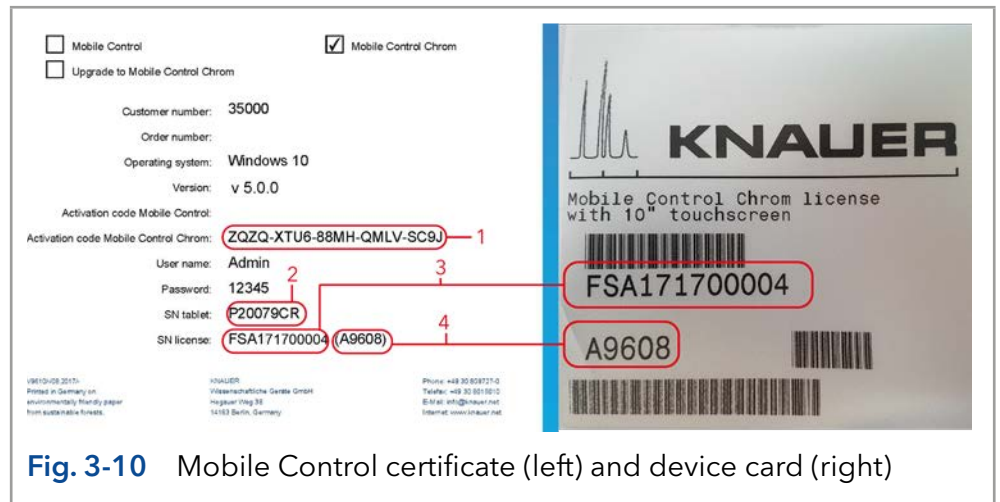 Mobile Control
Mobile Control Chrom
Upgrade to Mobile Control Chrom
Customer number: 35000
Order number:
Operating system: Windows 10
Version: v 5.0.0
Activation code Mobile Control:
Activation code Mobile Control Chrom: ZQZQ-XTU6-88MH-QMLV-SC9J 1
User name: Admin
Password: 12345
2
SN tablet: P20079CR
3
SN license: FSA171700004 (A9608)
4
Printed in Germany on
environmentally friendly paper
from sustainable forests.
KNAUER
Wissenschaftliche Geräte GmbH
Hegauer Weg 38
14163 Berlin, Germany
Phone: +49 30 809727-0
Telefax: +49 30 8015010
E-Mail: info@knauer.net
Internet: www.knauer.net
KNAUER
Mobile Control Chrom license
with 10" touchscreen
FSA171700004
A9608
Fig. 3-10 Mobile Control certificate (left) and device card (right)